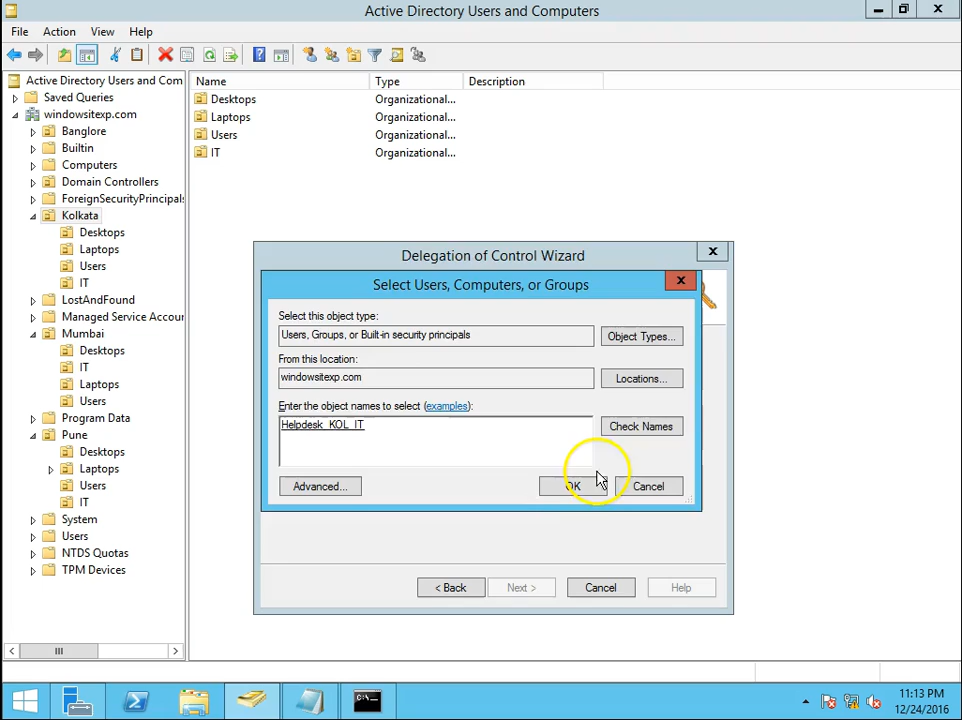 Active Directory Users and Computers
File Action View Help
Active Directory Users and Com
Saved Queries
windowsitexp.com
Banglore
Builtin
Computers
Domain Controllers
ForeignSecurityPrincipals
Kolkata
Desktops
Laptops
Users
IT
LostAndFound
Managed Service Accour
Mumbai
Desktops
IT
Laptops
Users
Program Data
Pune
Desktops
Laptops
Users
IT
System
Users
NTDS Quotas
TPM Devices
Name Type Description
Desktops Organizational...
Laptops Organizational...
Users Organizational...
IT Organizational...
Delegation of Control Wizard
Select Users, Computers, or Groups
Select this object type:
Users, Groups, or Built-in security principals
Object Types...
From this location:
windowsitexp.com
Locations...
Enter the object names to select (examples):
Helpdesk_KOL_IT
Check Names
Advanced... OK Cancel
< Back Next > Cancel Help
11:13 PM
12/24/2016